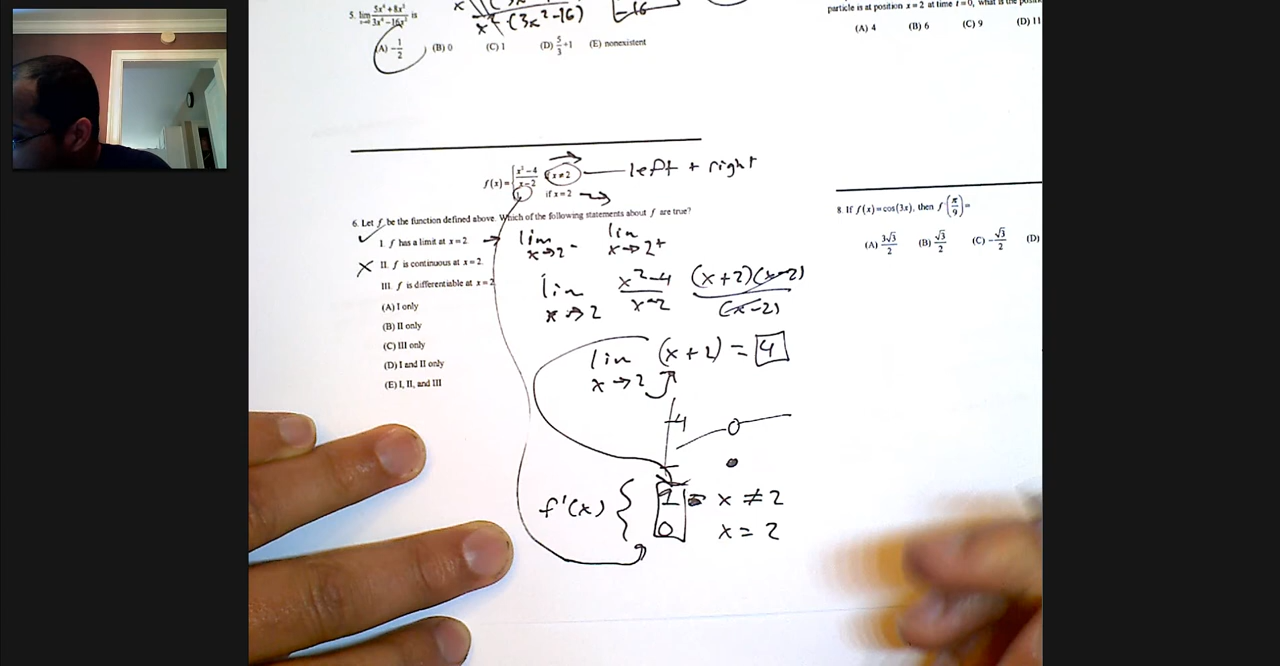 5. lim x→0 (5x⁴+8x²)/(3x⁴-16x²) is
x² (3x²-16)
-16
(A) -1/2 (B) 0 (C) 1 (D) 5/3+1 (E) nonexistent
particle is at position x = 2 at time t = 0, what is the
(A) 4 (B) 6 (C) 9 (D) 11
f(x) = { (x²-4)/(x-2) if x≠2 left + right
1, if x = 2
6. Let f be the function defined above. Which of the following statements about f are true?
I. f has a limit at x = 2. → lim x→2⁻ lim x→2+
II. f is continuous at x = 2.
III. f is differentiable at x = 2
(A) I only
(B) II only
(C) III only
(D) I and II only
(E) I, II, and III
lim x→2 (x²-4)/(x-2) (x+2)(x-2)/(x-2)
lim x→2 (x+2) = 4
4
f'(x) { 1 x ≠ 2
0 x = 2
8. If f(x)=cos(3x), then f'(π/9)=
(A) 3√3/2 (B) √3/2 (C) -√3/2 (D)